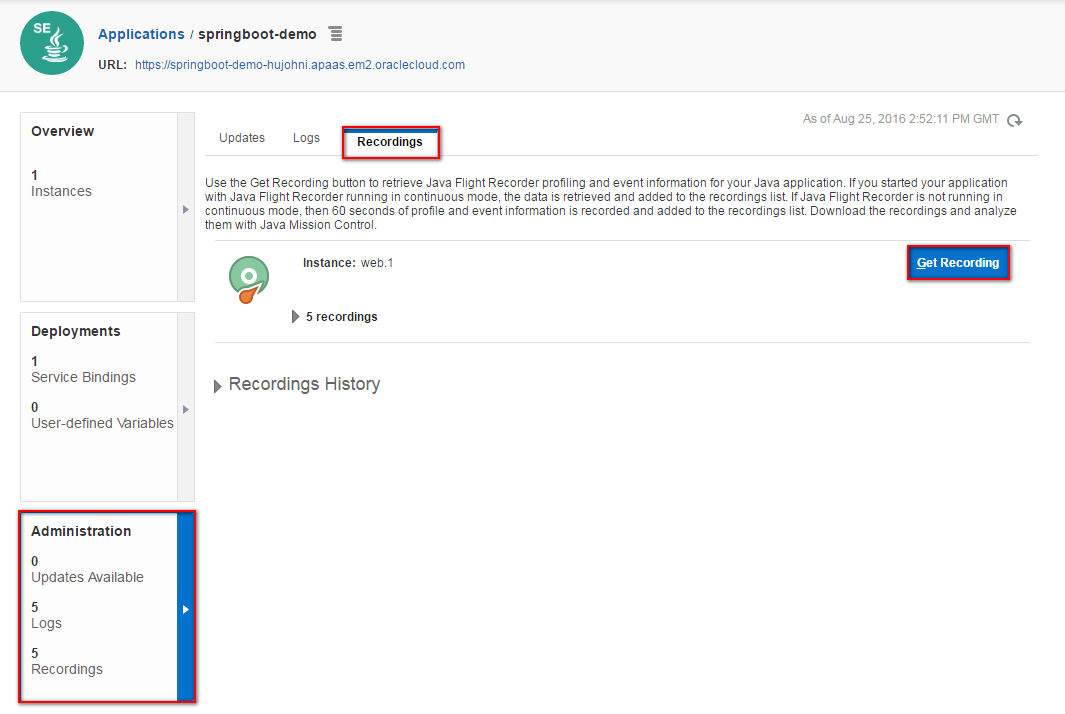 SE
Applications / springboot-demo
URL: https://springboot-demo-hujohni.apaas.em2.oraclecloud.com
Overview
1
Instances
Deployments
1
Service Bindings
0
User-defined Variables
Administration
0
Updates Available
5
Logs
5
Recordings
As of Aug 25, 2016 2:52:11 PM GMT
Updates Logs Recordings
Use the Get Recording button to retrieve Java Flight Recorder profiling and event information for your Java application. If you started your application
with Java Flight Recorder running in continuous mode, the data is retrieved and added to the recordings list. If Java Flight Recorder is not running in
continuous mode, then 60 seconds of profile and event information is recorded and added to the recordings list. Download the recordings and analyze
them with Java Mission Control.
Instance: web.1
Get Recording
5 recordings
Recordings History